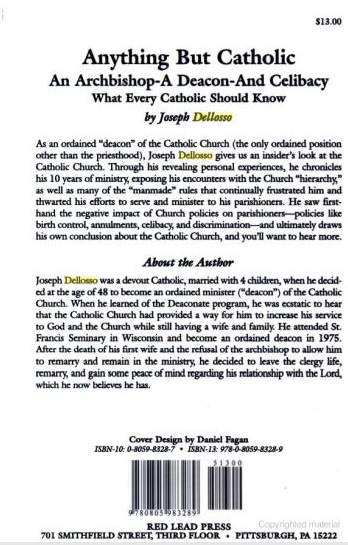 $13.00
Anything But Catholic
An Archbishop-A Deacon-And Celibacy
What Every Catholic Should Know
by Joseph Dellosso
As an ordained "deacon" of the Catholic Church (the only ordained position
other than the priesthood), Joseph Dellosso gives us an insider's look at the
Catholic Church. Through his revealing personal experiences, he chronicles
his 10 years of ministry, exposing his encounters with the Church "hierarchy,"
as well as many of the "manmade" rules that continually frustrated him and
thwarted his efforts to serve and minister to his parishioners. He saw first-
hand the negative impact of Church policies on parishioners—policies like
birth control, annulments, celibacy, and discrimination—and ultimately draws
his own conclusion about the Catholic Church, and you'll want to hear more.
About the Author
Joseph Dellosso was a devout Catholic, married with 4 children, when he decid-
ed at the age of 48 to become an ordained minister ("deacon") of the Catholic
Church. When he learned of the Deaconate program, he was ecstatic to hear
that the Catholic Church had provided a way for him to increase his service
to God and the Church while still having a wife and family. He attended St.
Francis Seminary in Wisconsin and become an ordained deacon in 1975.
After the death of his first wife and the refusal of the archbishop to allow him
to remarry and remain in the ministry, he decided to leave the clergy life,
remarry, and gain some peace of mind regarding his relationship with the Lord,
which he now believes he has.
Cover Design by Daniel Fagan
ISBN-10: 0-8059-8328-7 • ISBN-13: 978-0-8059-8328-9
51300
9780805983289
RED LEAD PRESS
701 SMITHFIELD STREET, THIRD FLOOR • PITTSBURGH, PA 15222
Copyrighted material